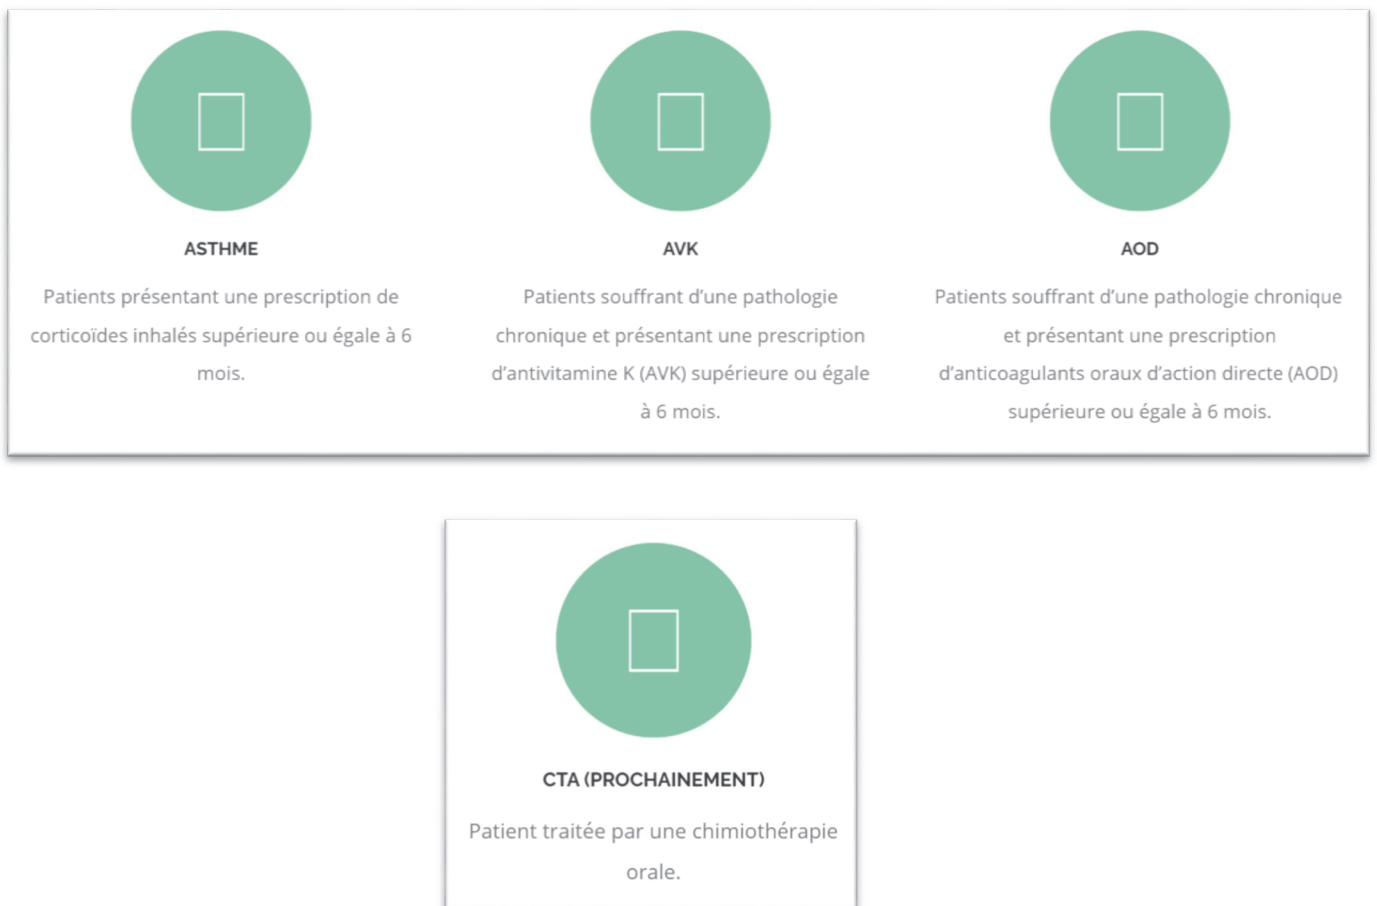 ASTHME
Patients présentant une prescription de
corticoïdes inhalés supérieure ou égale à 6
mois.
AVK
Patients souffrant d’une pathologie
chronique et présentant une prescription
d’antivitamine K (AVK) supérieure ou égale
à 6 mois.
AOD
Patients souffrant d’une pathologie chronique
et présentant une prescription
d’anticoagulants oraux d’action directe (AOD)
supérieure ou égale à 6 mois.
CTA (PROCHAINEMENT)
Patient traitée par une chimiothérapie
orale.